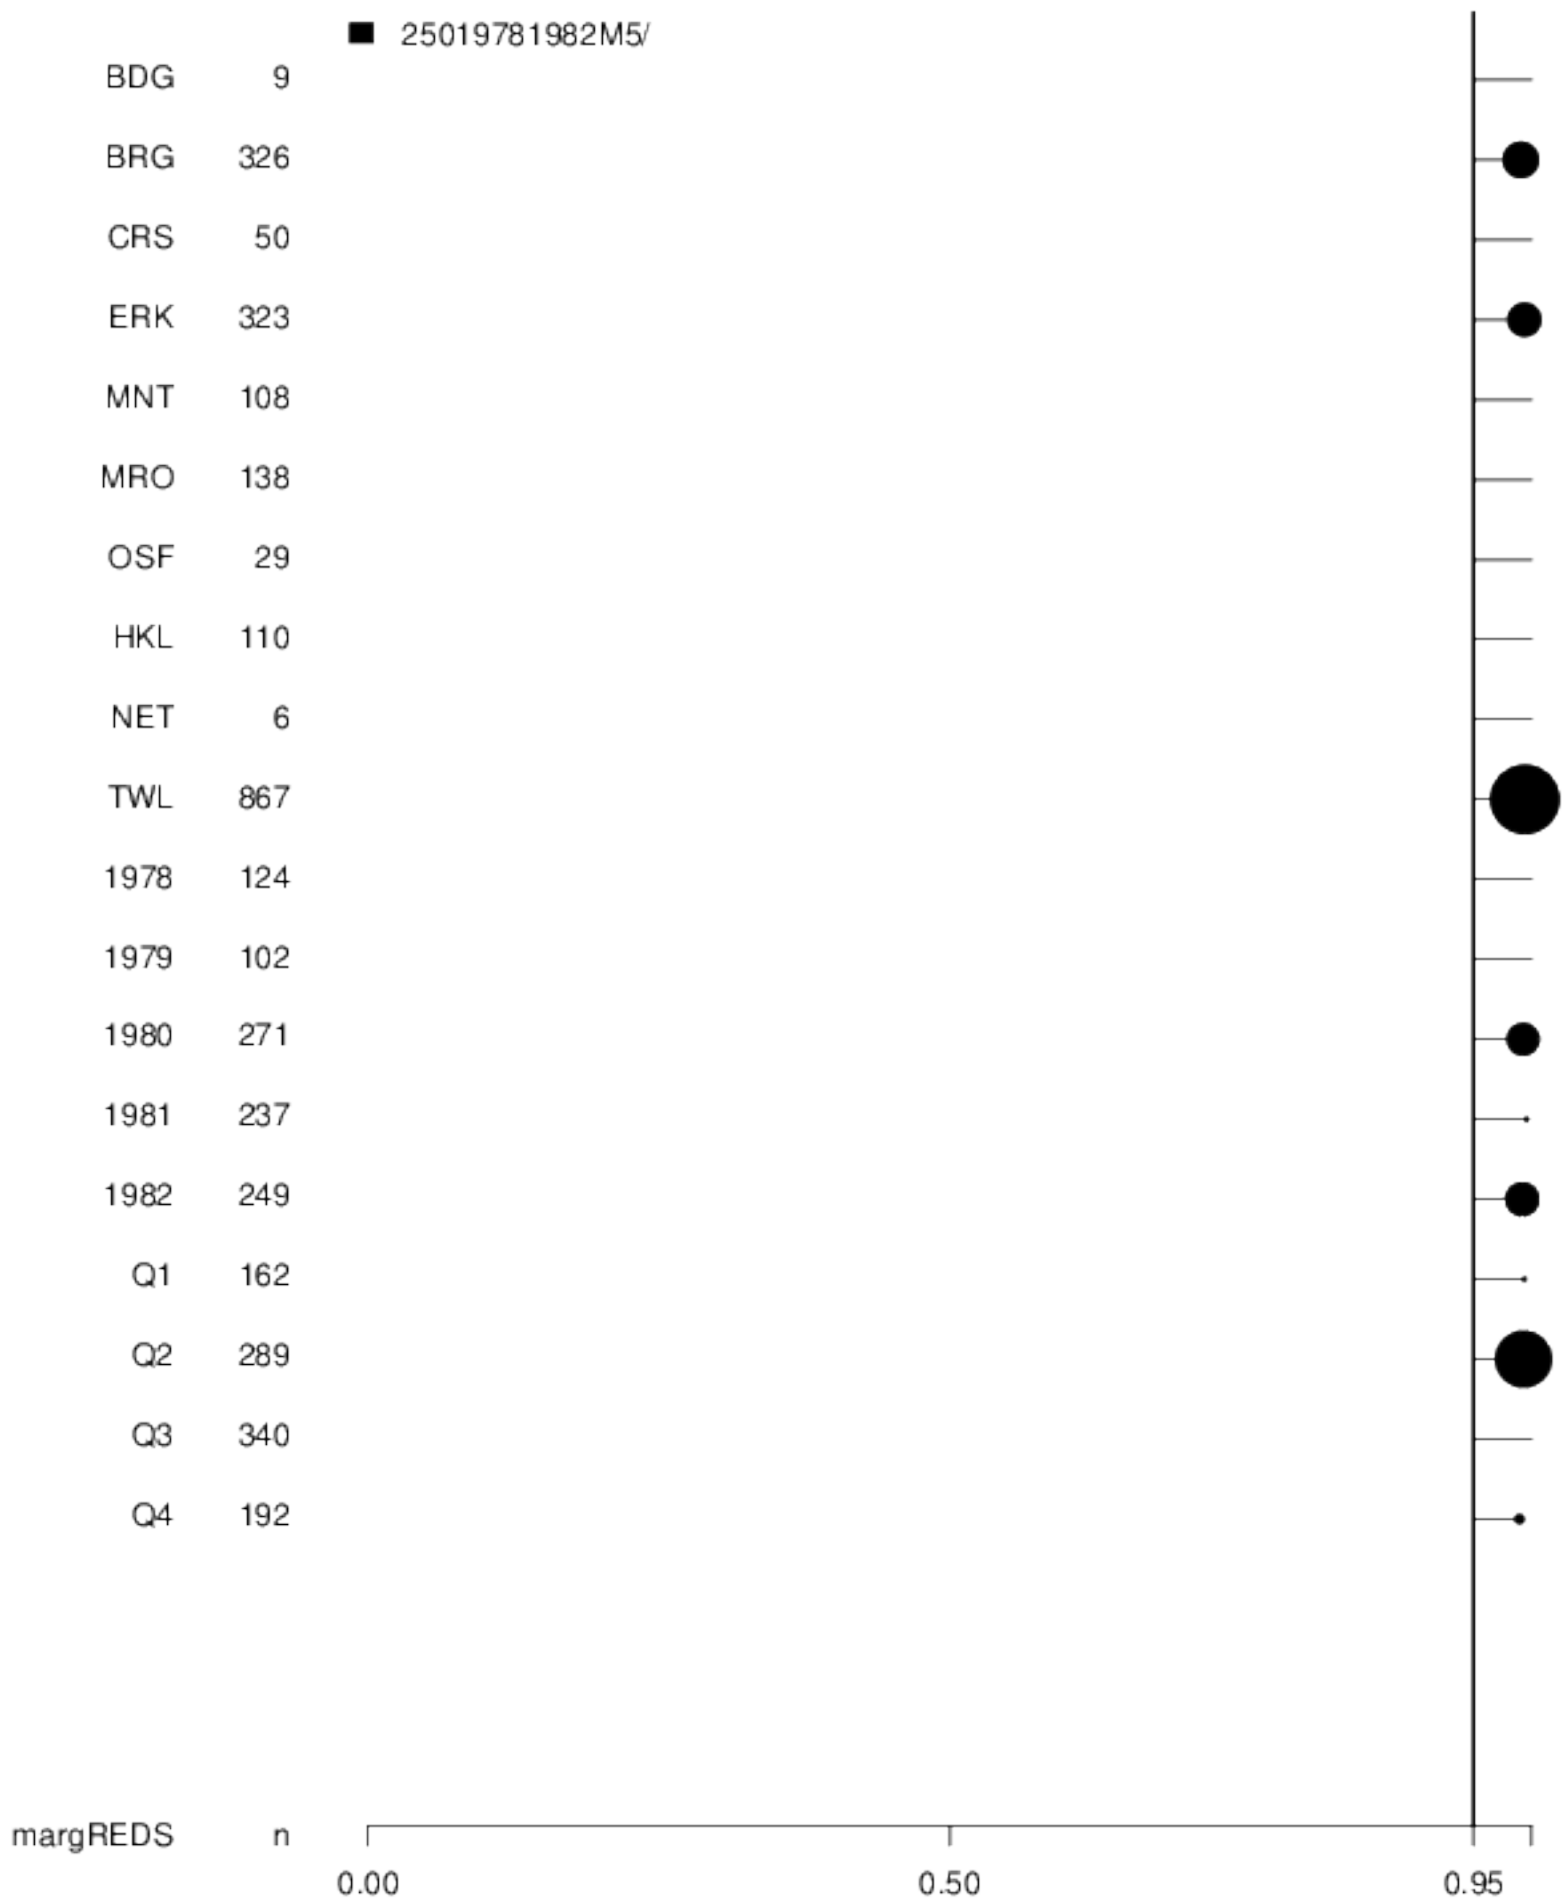 25019781982M5/
BDG 9
BRG 326
CRS 50
ERK 323
MNT 108
MRO 138
OSF 29
HKL 110
NET 6
TWL 867
1978 124
1979 102
1980 271
1981 237
1982 249
Q1 162
Q2 289
Q3 340
Q4 192
margREDS n
0.00 0.50 0.95